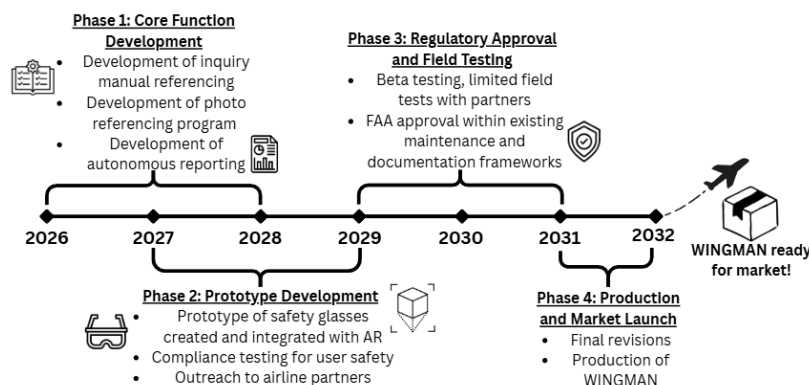 Phase 1: Core Function
Development
• Development of inquiry
manual referencing
• Development of photo
referencing program
• Development of
autonomous reporting
Phase 3: Regulatory Approval
and Field Testing
• Beta testing, limited field
tests with partners
• FAA approval within existing
maintenance and
documentation frameworks
2026
2027
2028
2029
2030
2031
2032
WINGMAN ready
for market!
Phase 2: Prototype Development
• Prototype of safety glasses
created and integrated with AR
• Compliance testing for user safety
• Outreach to airline partners
Phase 4: Production
and Market Launch
• Final revisions
• Production of
WINGMAN